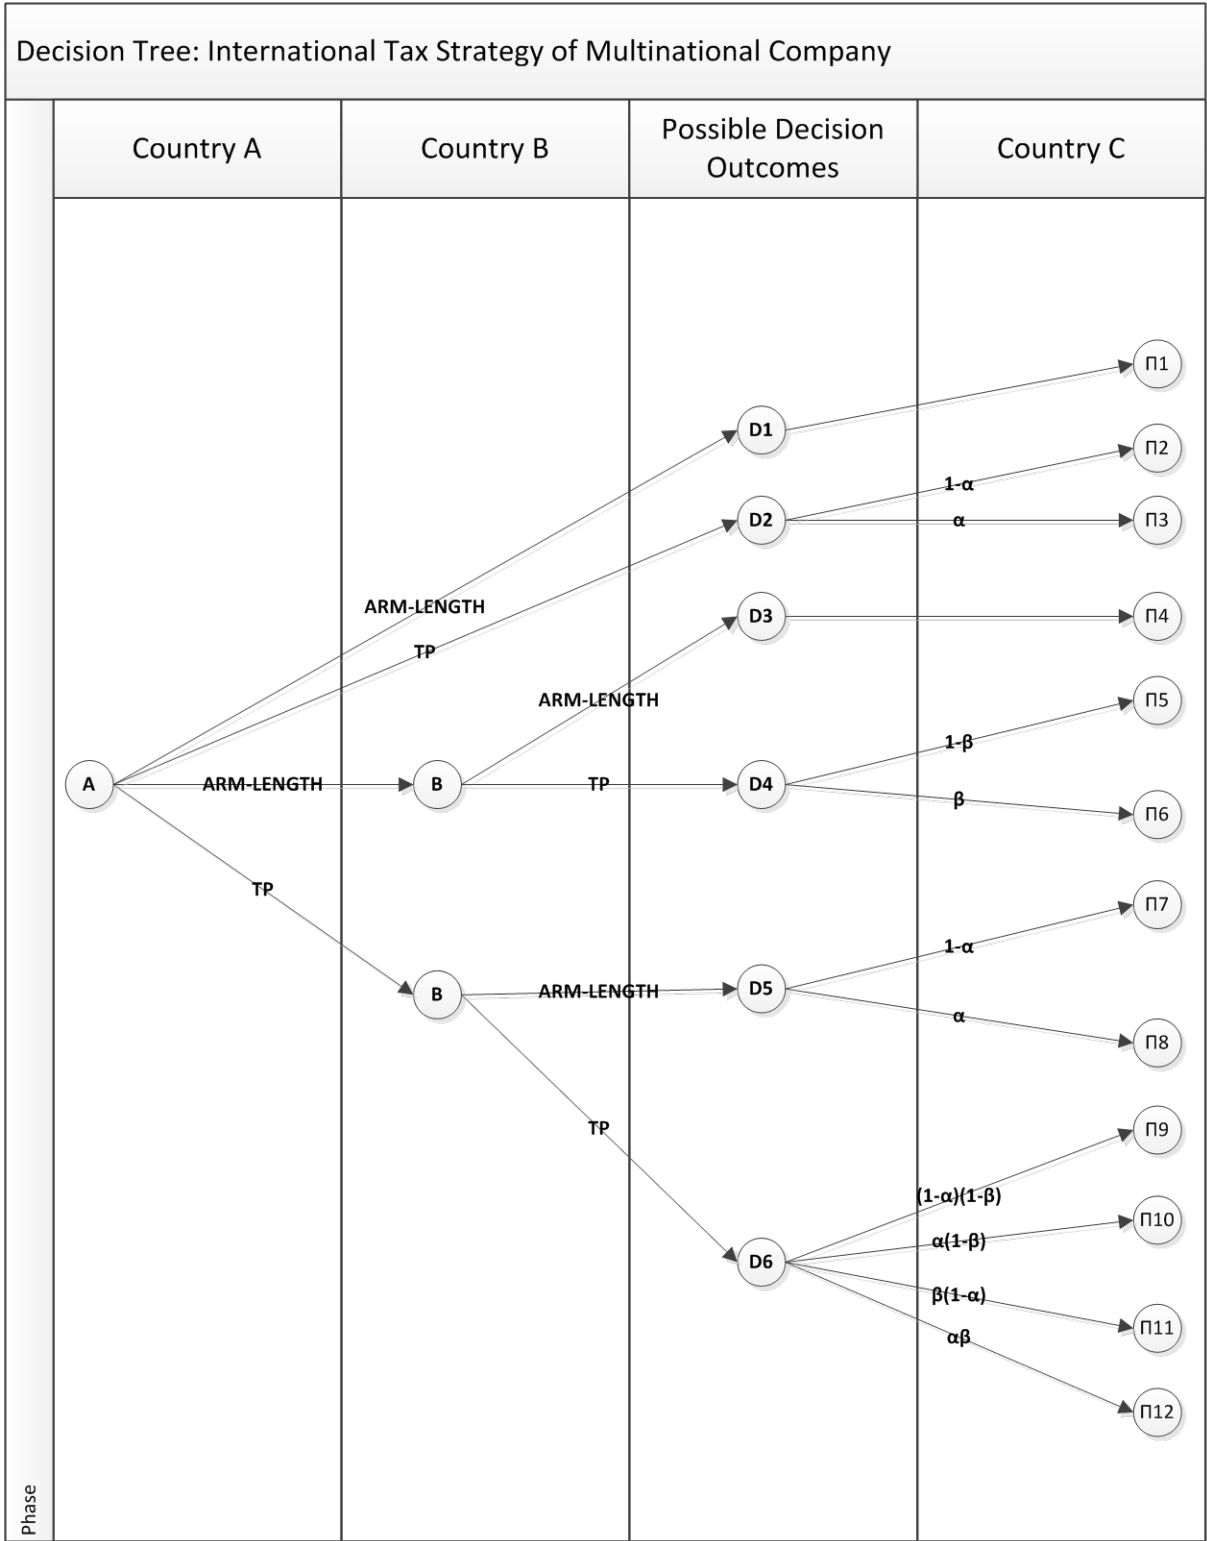 Decision Tree: International Tax Strategy of Multinational Company
Country A
Country B
Possible Decision
Outcomes
Country C
Π1
D1
Π2
1-α
D2
α
Π3
ARM-LENGTH
D3
Π4
TP
ARM-LENGTH
Π5
1-β
A
ARM-LENGTH
B
TP
D4
β
Π6
TP
Π7
1-α
B
ARM-LENGTH
D5
α
Π8
TP
Π9
(1-α)(1-β)
Π10
α(1-β)
D6
β(1-α)
Π11
αβ
Π12
Phase